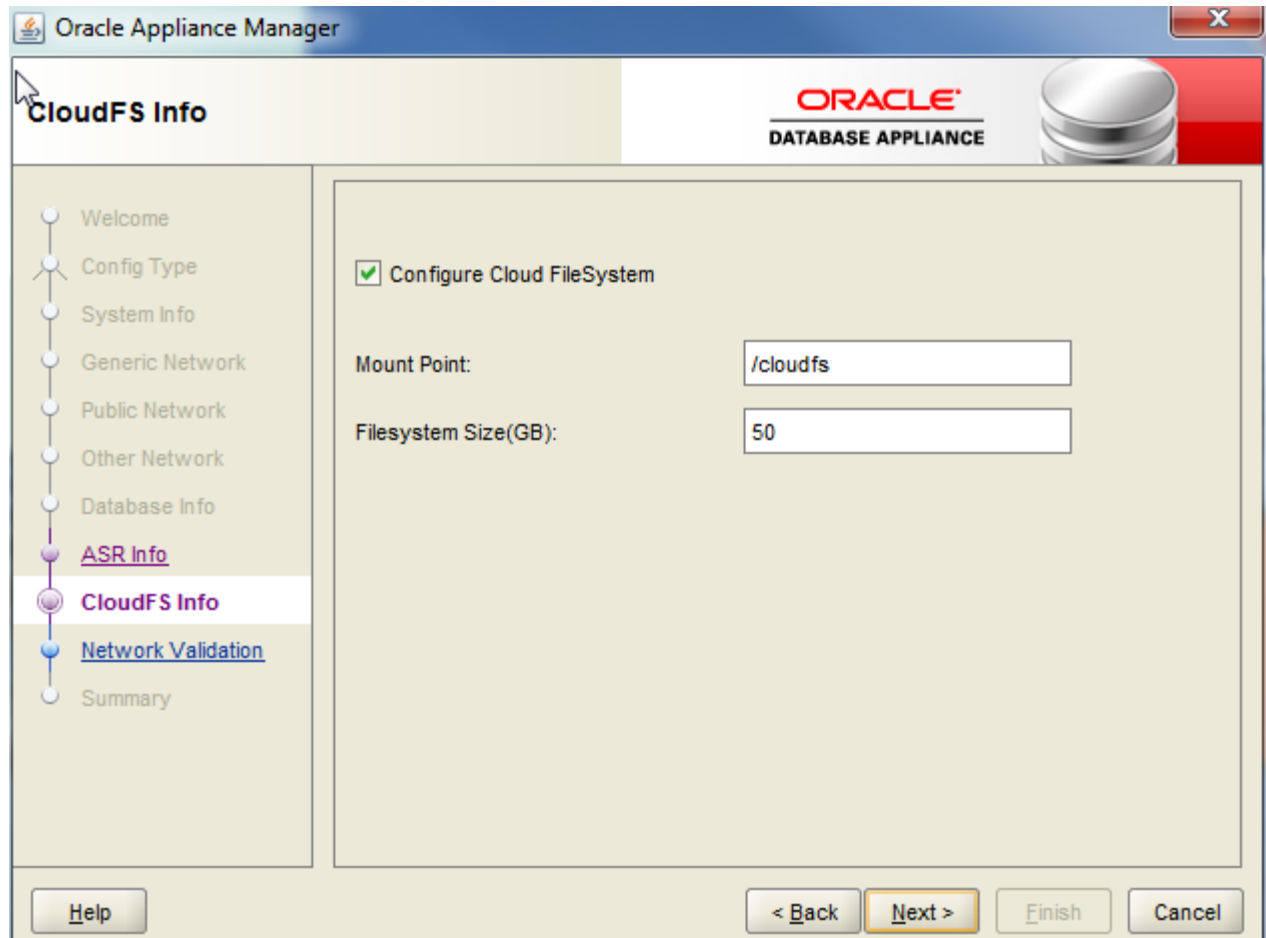 Oracle Appliance Manager
CloudFS Info
ORACLE
DATABASE APPLIANCE
Welcome
Config Type
System Info
Generic Network
Public Network
Other Network
Database Info
ASR Info
CloudFS Info
Network Validation
Summary
Configure Cloud FileSystem
Mount Point: /cloudfs
Filesystem Size(GB): 50
Help < Back Next > Finish Cancel